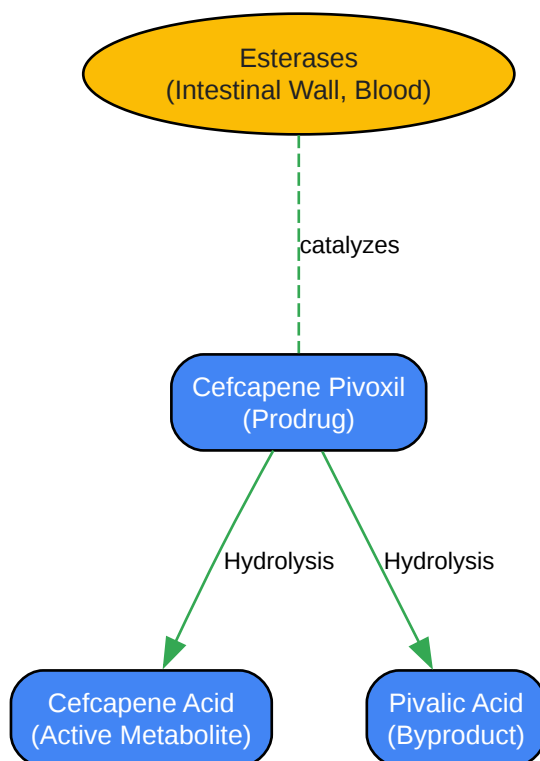 Esterases
(Intestinal Wall, Blood)
catalyzes
Cefcapene Pivoxil
(Prodrug)
Hydrolysis
Hydrolysis
Cefcapene Acid
(Active Metabolite)
Pivalic Acid
(Byproduct)